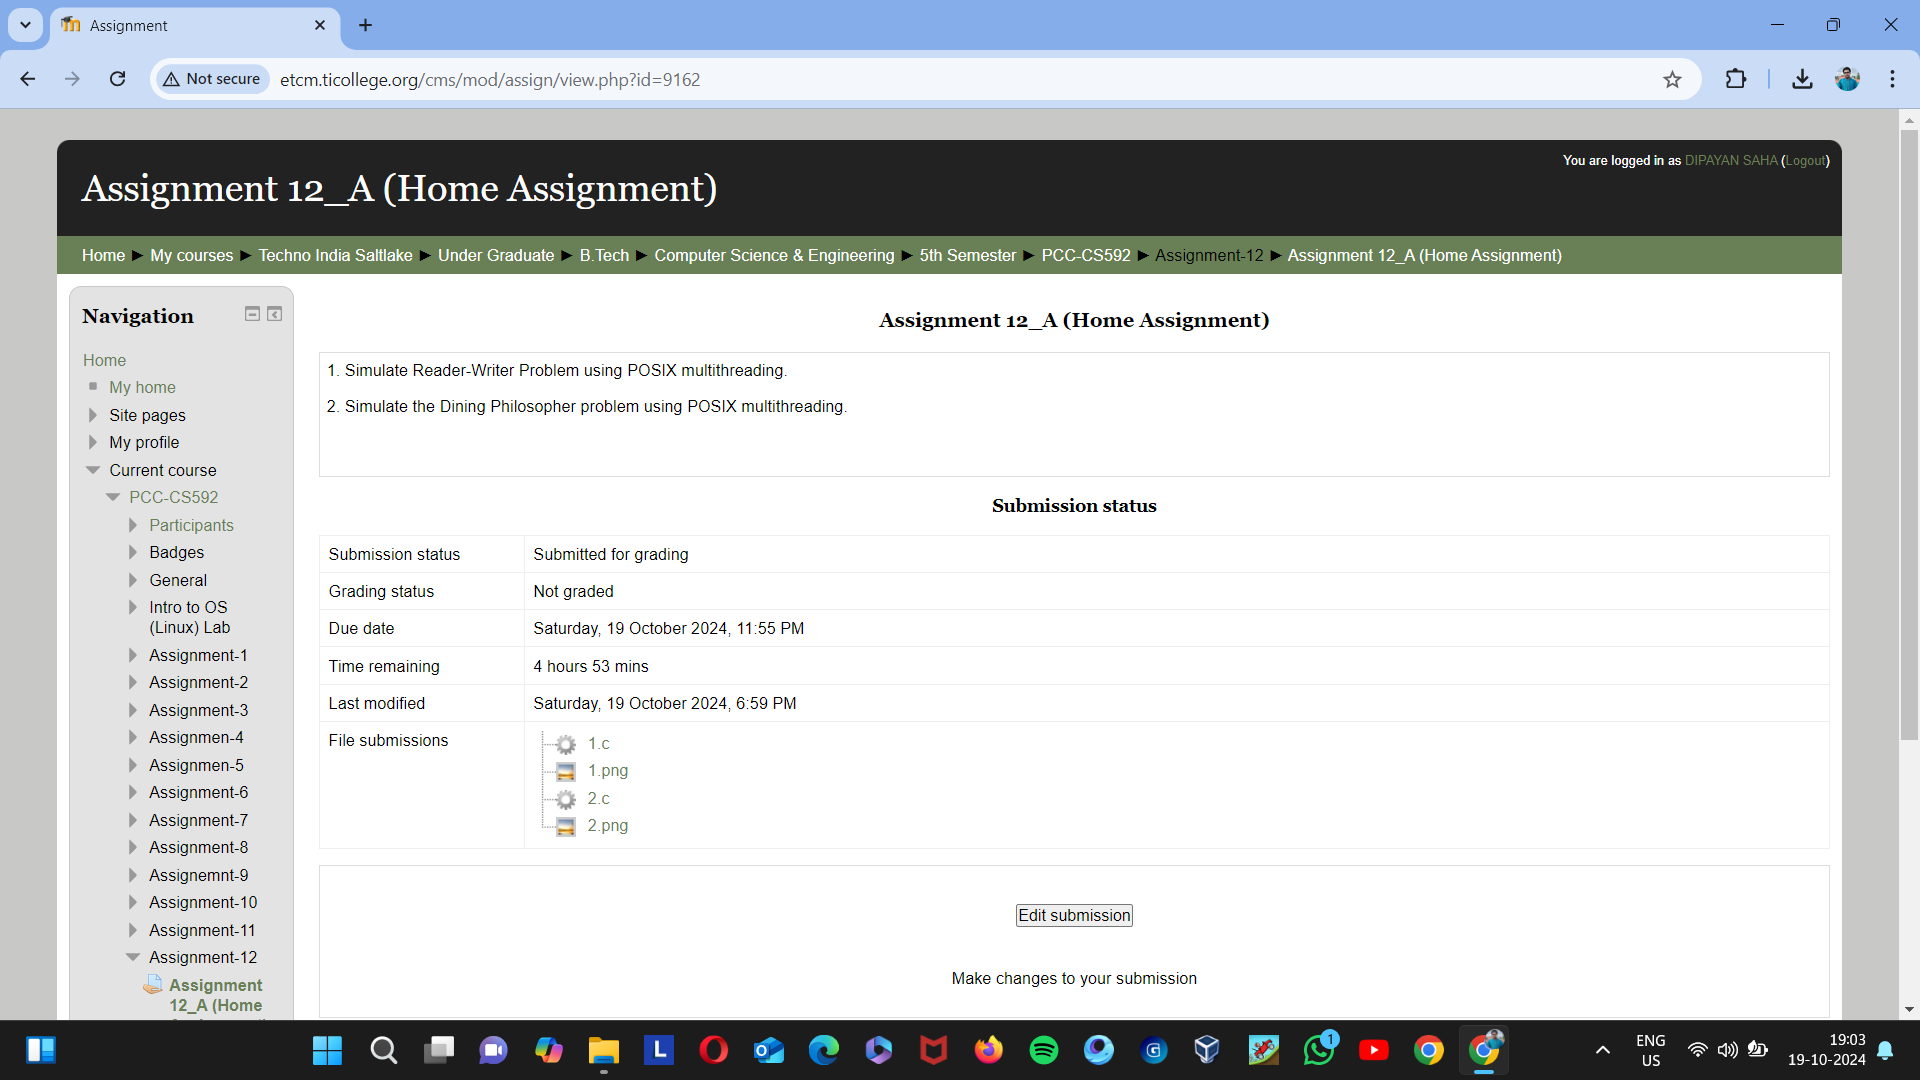 Assignment
Not secure
etcm.ticollege.org/cms/mod/assign/view.php?id=9162
You are logged in as DIPAYAN SAHA (Logout)
Assignment 12_A (Home Assignment)
Home ► My courses ► Techno India Saltlake ► Under Graduate ► B.Tech ► Computer Science & Engineering ► 5th Semester ► PCC-CS592 ► Assignment-12 ► Assignment 12_A (Home Assignment)
Navigation
Home
My home
Site pages
My profile
Current course
PCC-CS592
Participants
Badges
General
Intro to OS
(Linux) Lab
Assignment-1
Assignment-2
Assignment-3
Assignmen-4
Assignmen-5
Assignment-6
Assignment-7
Assignment-8
Assignemnt-9
Assignment-10
Assignment-11
Assignment-12
Assignment
12_A (Home
Assignment 12_A (Home Assignment)
1. Simulate Reader-Writer Problem using POSIX multithreading.
2. Simulate the Dining Philosopher problem using POSIX multithreading.
Submission status
Submission status Submitted for grading
Grading status Not graded
Due date Saturday, 19 October 2024, 11:55 PM
Time remaining 4 hours 53 mins
Last modified Saturday, 19 October 2024, 6:59 PM
File submissions
1.c
1.png
2.c
2.png
Edit submission
Make changes to your submission
L
G
1
ENG
US
19:03
19-10-2024